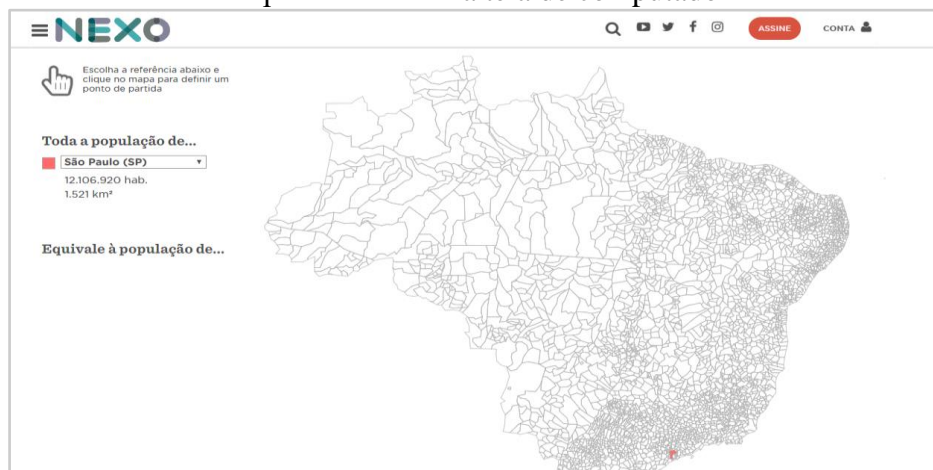 NEXO
ASSINE
CONTA
Escolha a referência abaixo e
clique no mapa para definir um
ponto de partida
Toda a população de...
São Paulo (SP)
12.106.920 hab.
1.521 km²
Equivale à população de...